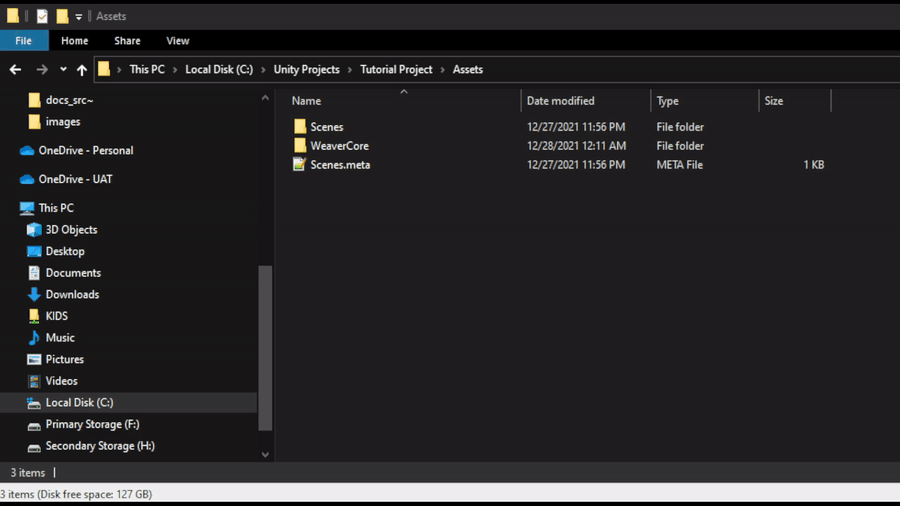 Assets
File Home Share View
This PC Local Disk (C:) Unity Projects Tutorial Project Assets
docs_src~
images
OneDrive - Personal
OneDrive - UAT
This PC
3D Objects
Desktop
Documents
Downloads
KIDS
Music
Pictures
Videos
Local Disk (C:)
Primary Storage (F:)
Secondary Storage (H:)
Name Date modified Type Size
Scenes 12/27/2021 11:56 PM File folder
WeaverCore 12/28/2021 12:11 AM File folder
Scenes.meta 12/27/2021 11:56 PM META File 1 KB
3 items
3 items (Disk free space: 127 GB)